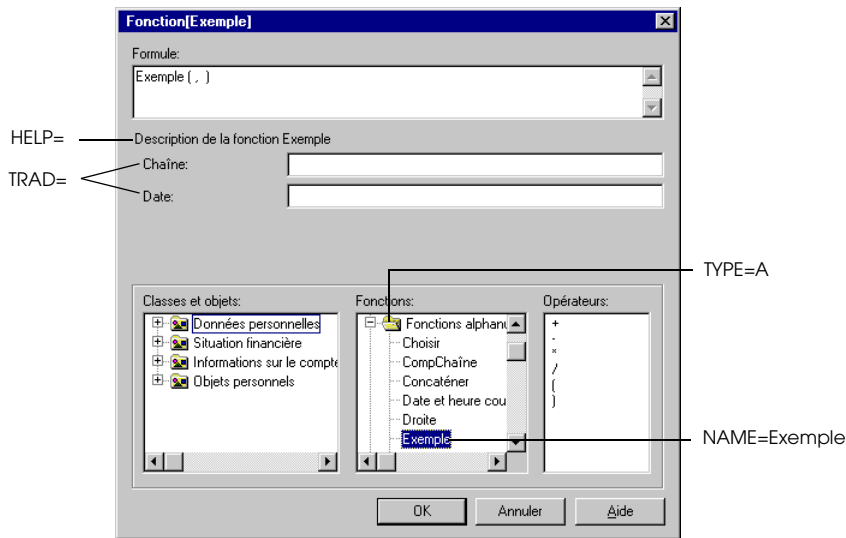 Fonction[Exemple]
Formule:
Exemple ( , )
HELP=
Description de la fonction Exemple
TRAD=
Chaîne:
Date:
TYPE=A
Classes et objets:
Données personnelles
Situation financière
Informations sur le compte
Objets personnels
Fonctions:
Fonctions alphanu
Choisir
CompChaîne
Concaténer
Date et heure cou
Droite
Exemple
Opérateurs:
+
-
*
/
(
)
NAME=Exemple
OK
Annuler
Aide